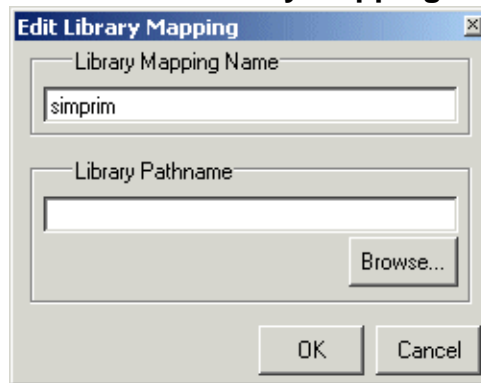 Edit Library Mapping
Library Mapping Name
simprim
Library Pathname
Browse...
OK Cancel